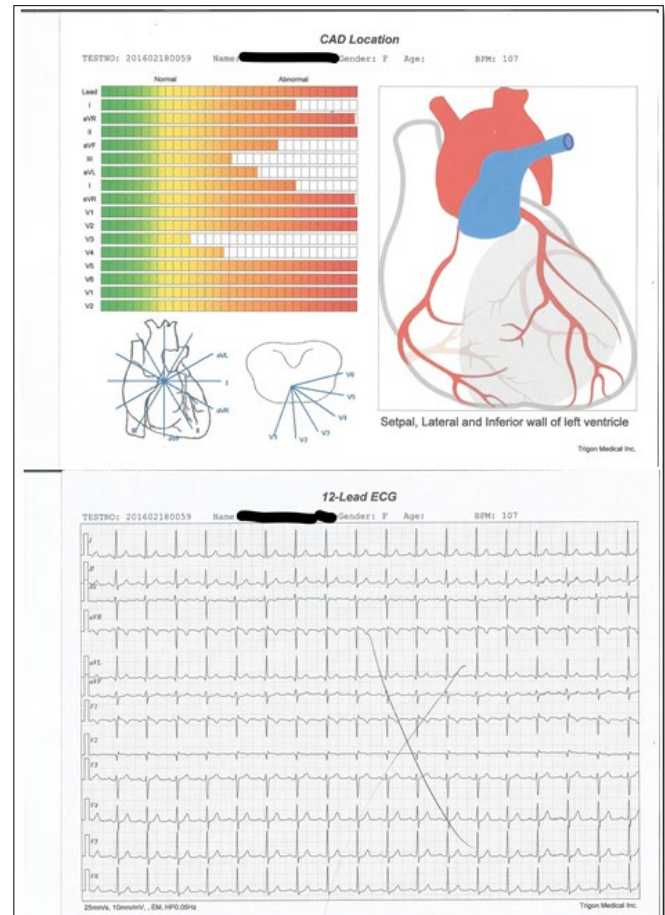 CAD Location
TESTNO: 201602180059 Name: Gender: F Age: BPM: 107
Normal Abnormal
Lead
I
aVR
II
aVF
III
aVL
I
aVR
V1
V2
V3
V4
V5
V6
V1
V2
aVL
I
aVR
II
aVF
III
V6
V5
V4
V3
V2
V1
Setpal, Lateral and Inferior wall of left ventricle
Trigon Medical Inc.
12-Lead ECG
TESTNO: 201602180059 Name Gender: F Age: BPM: 107
I
II
III
aVR
aVL
aVF
V1
V2
V3
V4
V5
V6
25mm/s, 10mm/mV, , EM, HP0.05Hz
Trigon Medical Inc.